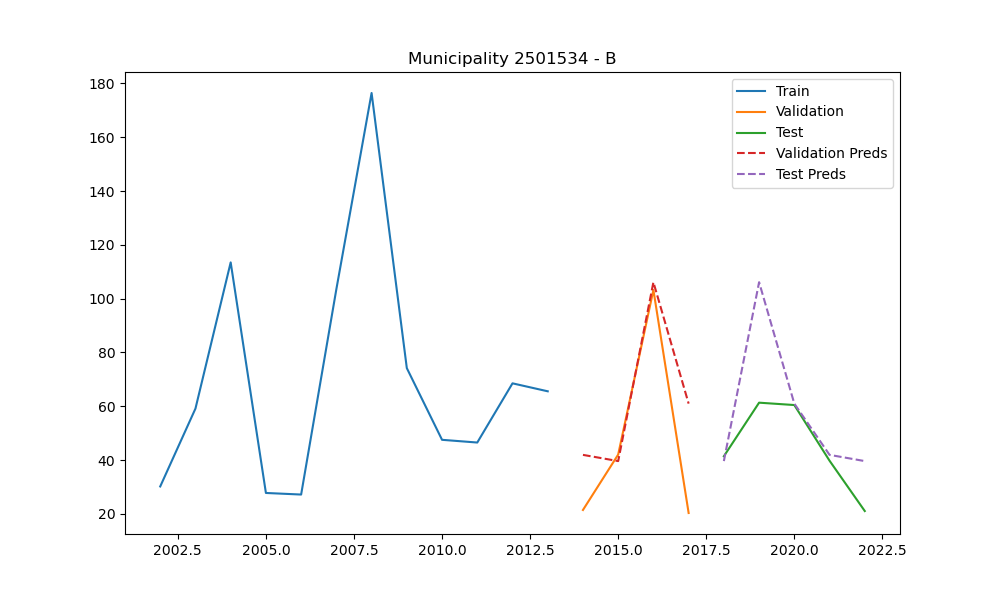 Municipality 2501534 - B
180
160
140
120
100
80
60
40
20
2002.5 2005.0 2007.5 2010.0 2012.5 2015.0 2017.5 2020.0 2022.5
Train
Validation
Test
Validation Preds
Test Preds